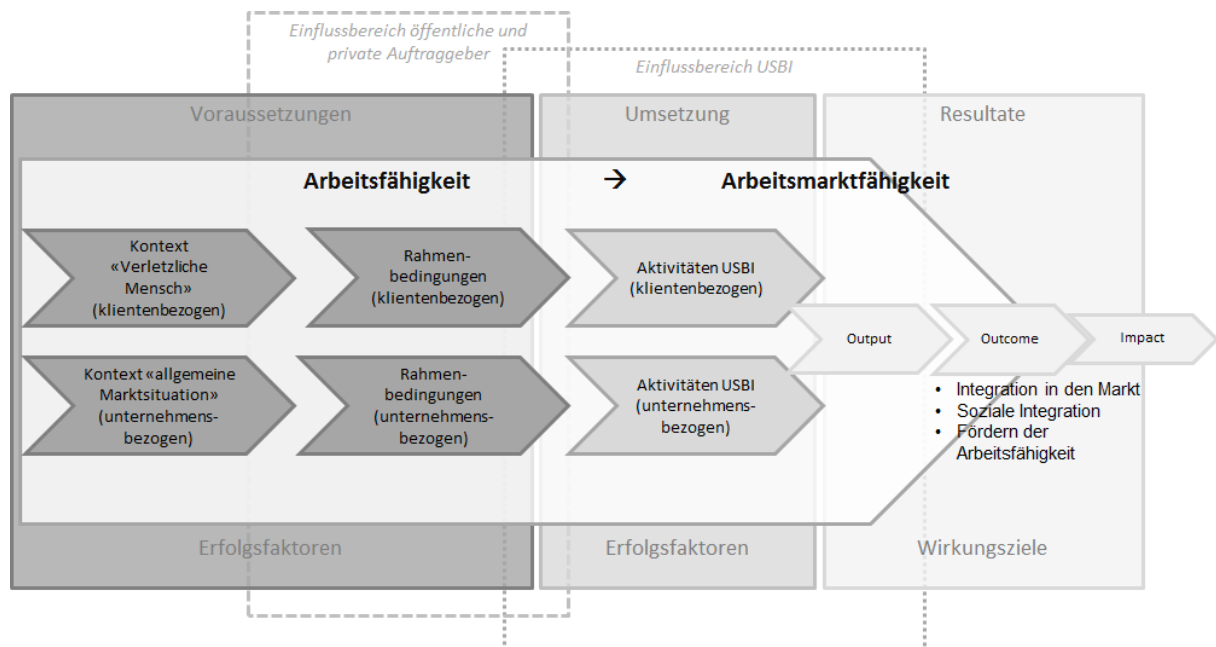 Einflussbereich öffentliche und
private Auftraggeber
Einflussbereich USBI
Voraussetzungen
Umsetzung
Resultate
Arbeitsfähigkeit → Arbeitsmarktfähigkeit
Kontext
«Verletzliche
Mensch»
(klientenbezogen)
Rahmen-
bedingungen
(klientenbezogen)
Aktivitäten USBI
(klientenbezogen)
Kontext «allgemeine
Marktsituation»
(unternehmens-
bezogen)
Rahmen-
bedingungen
(unternehmens-
bezogen)
Aktivitäten USBI
(unternehmens-
bezogen)
Output
Outcome
Impact
• Integration in den Markt
• Soziale Integration
• Fördern der
Arbeitsfähigkeit
Erfolgsfaktoren
Erfolgsfaktoren
Wirkungsziele